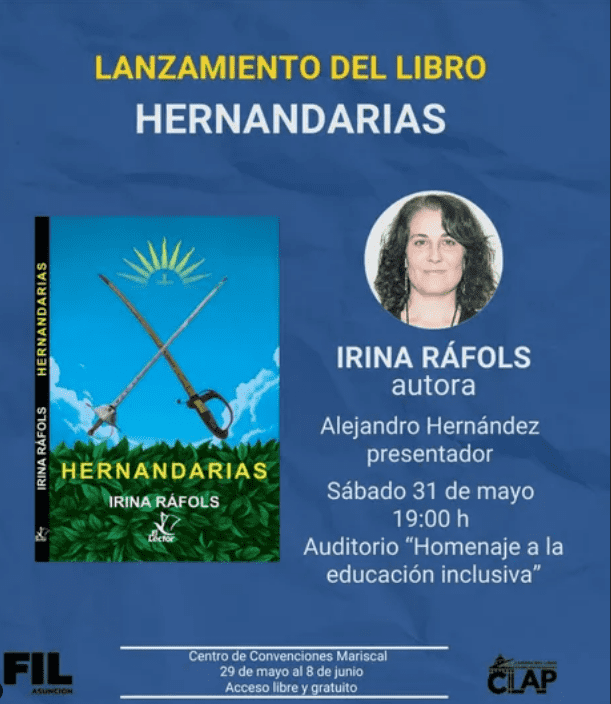 LANZAMIENTO DEL LIBRO
HERNANDARIAS
IRINA RÁFOLS HERNANDARIAS
HERNANDARIAS
IRINA RÁFOLS
Lector
IRINA RÁFOLS
autora
Alejandro Hernández
presentador
Sábado 31 de mayo
19:00 h
Auditorio “Homenaje a la
educación inclusiva”
FIL
ASUNCIÓN
Centro de Convenciones Mariscal
29 de mayo al 8 de junio
Acceso libre y gratuito
CLAP